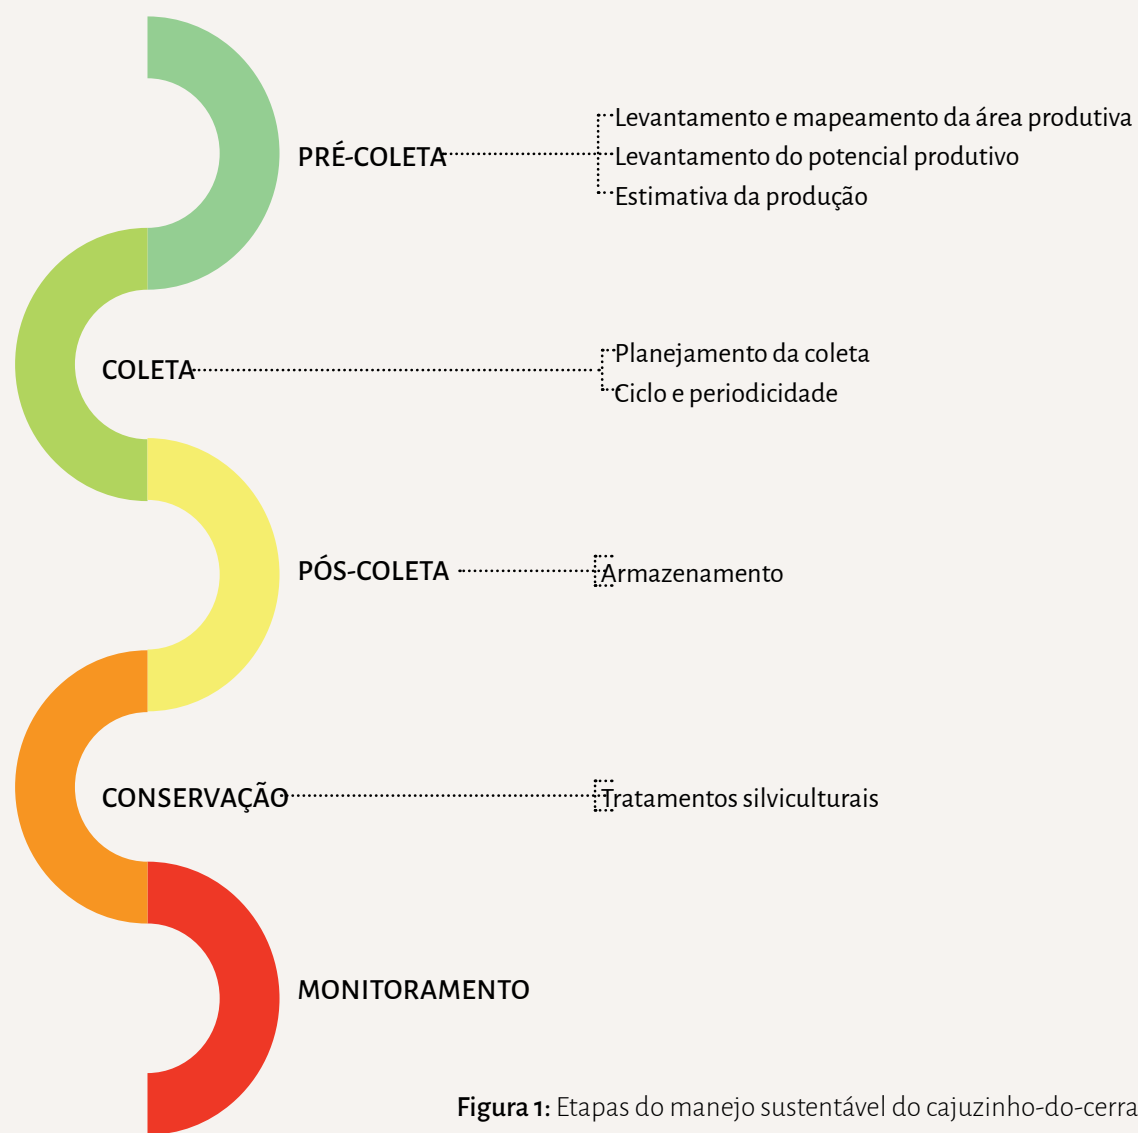 PRÉ-COLETA
Levantamento e mapeamento da área produtiva
Levantamento do potencial produtivo
Estimativa da produção
COLETA
Planejamento da coleta
Ciclo e periodicidade
PÓS-COLETA
Armazenamento
CONSERVAÇÃO
Tratamentos silviculturais
MONITORAMENTO
Figura 1: Etapas do manejo sustentável do cajuzinho-do-cerra